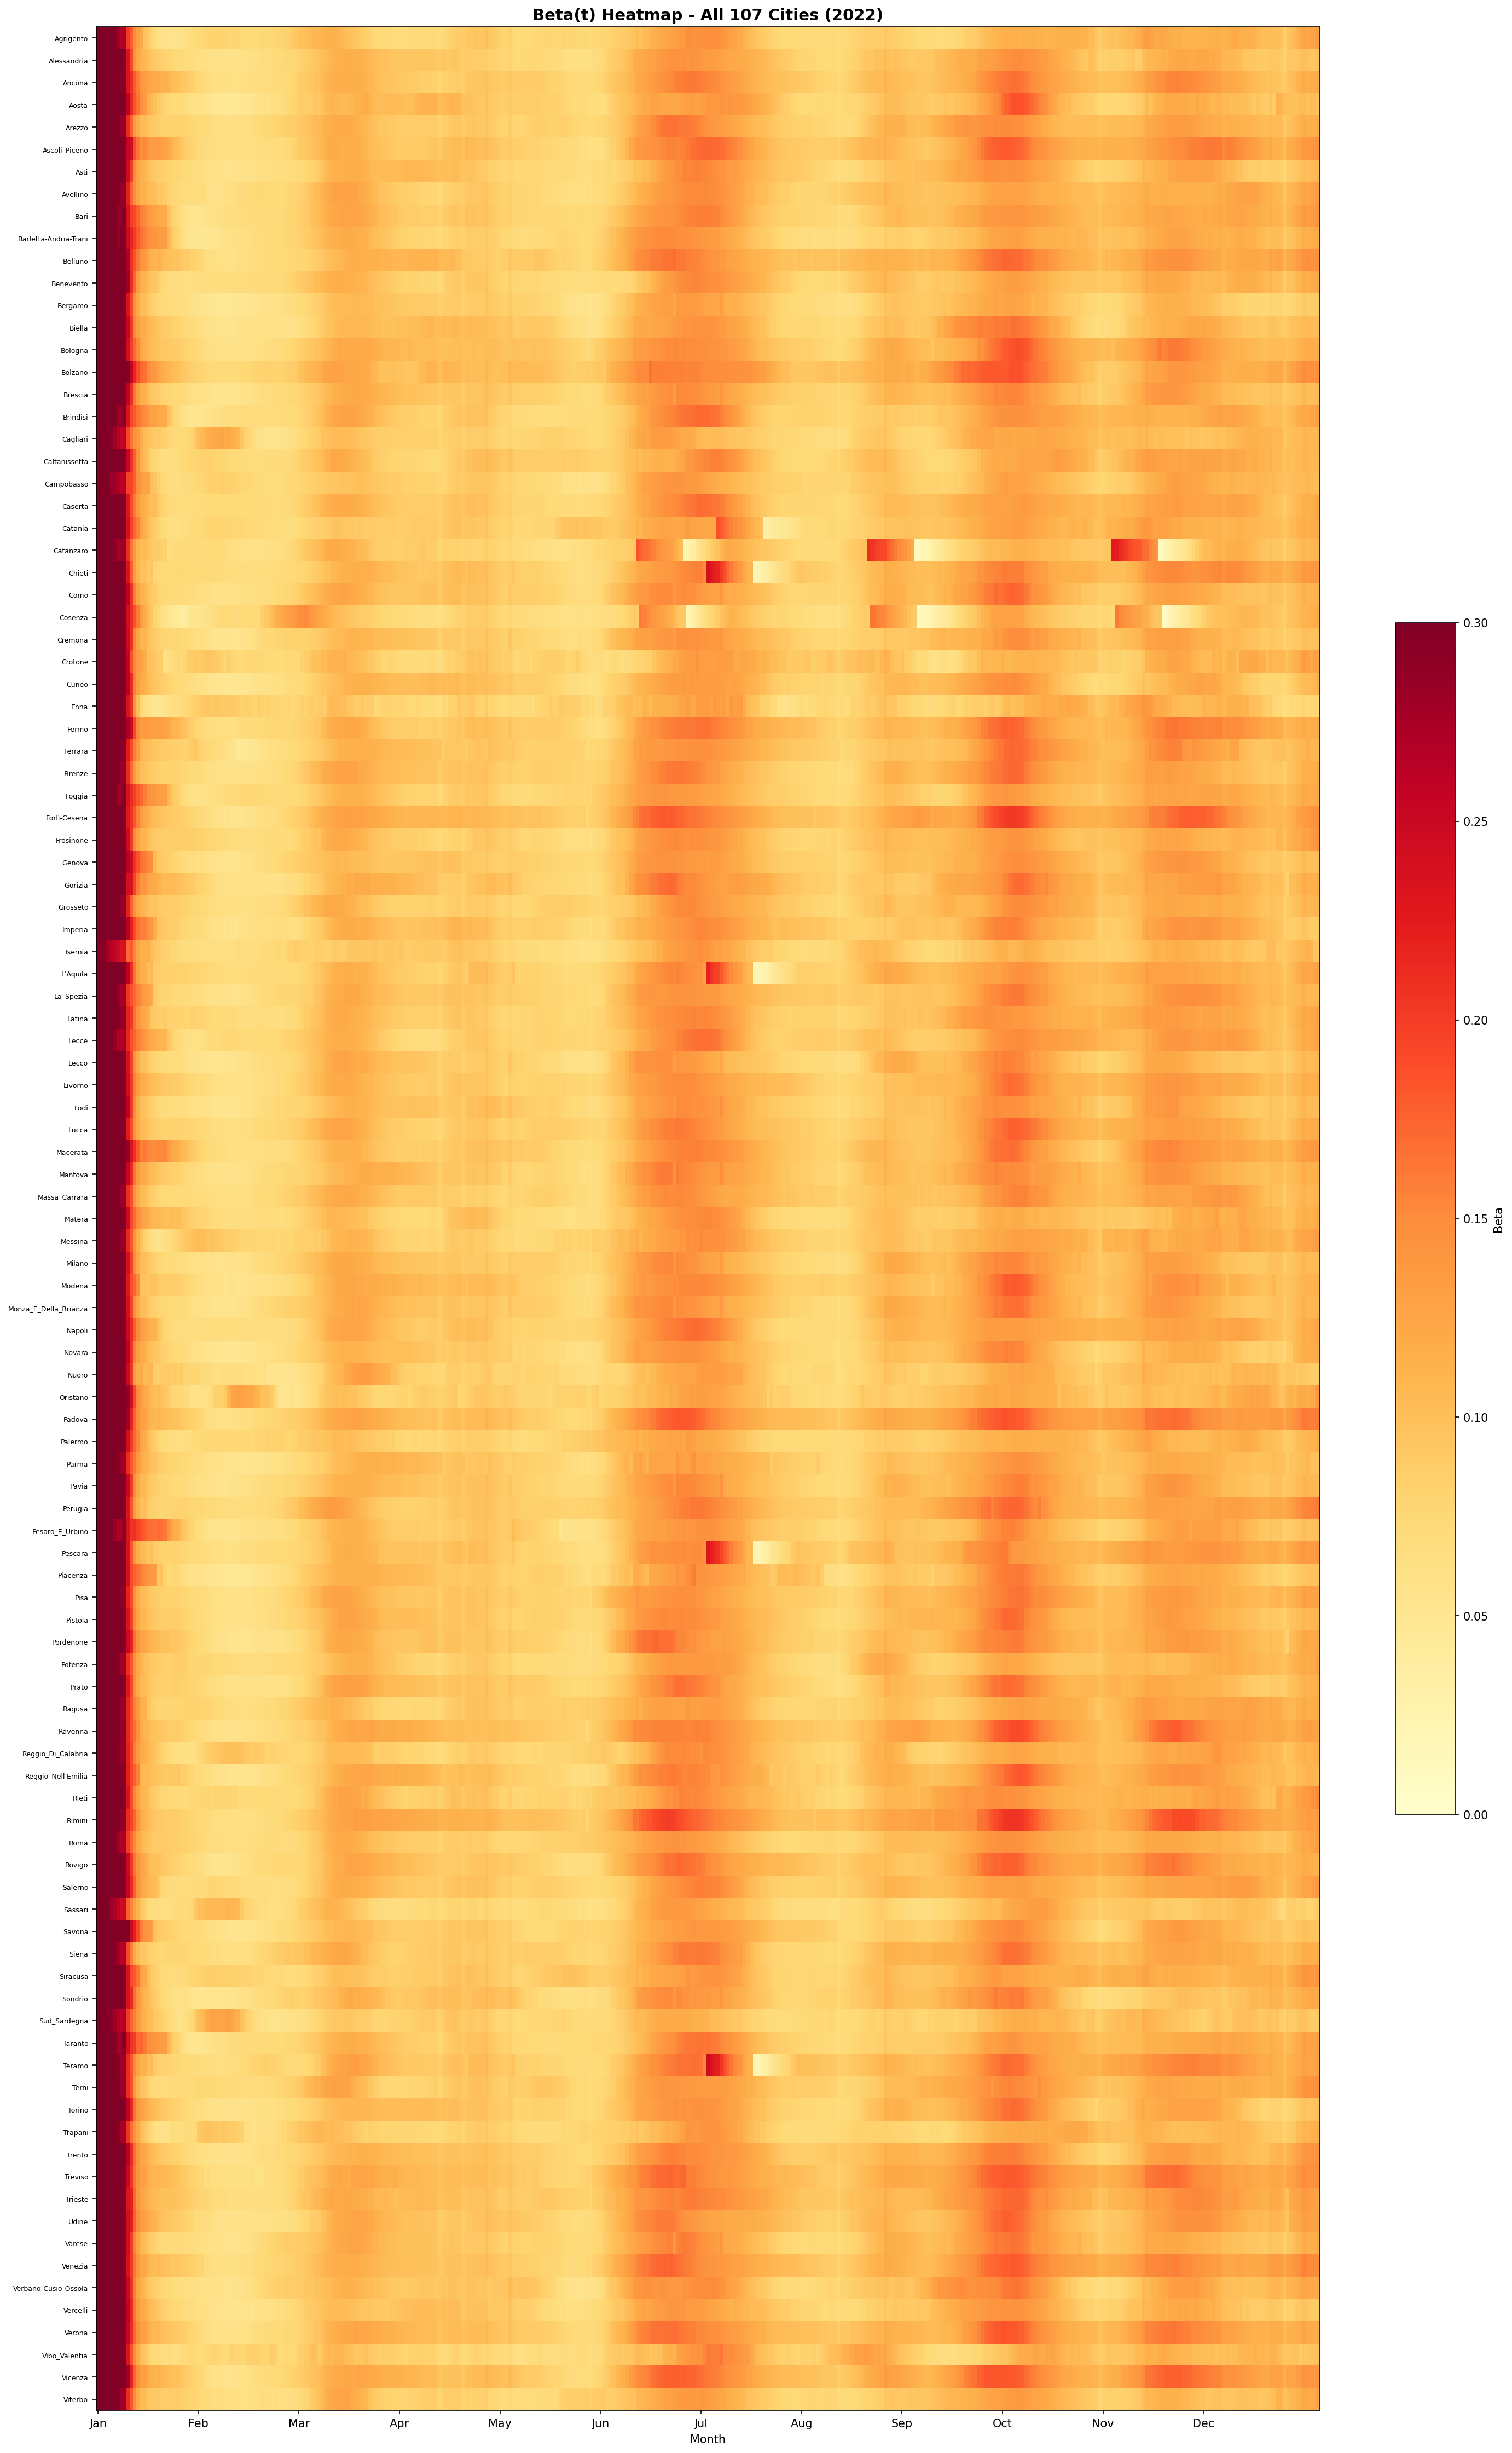 Beta(t) Heatmap - All 107 Cities (2022)
Agrigento
Alessandria
Ancona
Aosta
Arezzo
Ascoli_Piceno
Asti
Avellino
Bari
Barletta-Andria-Trani
Belluno
Benevento
Bergamo
Biella
Bologna
Bolzano
Brescia
Brindisi
Cagliari
Caltanissetta
Campobasso
Caserta
Catania
Catanzaro
Chieti
Como
Cosenza
Cremona
Crotone
Cuneo
Enna
Fermo
Ferrara
Firenze
Foggia
Forlì-Cesena
Frosinone
Genova
Gorizia
Grosseto
Imperia
Isernia
L'Aquila
La_Spezia
Latina
Lecce
Lecco
Livorno
Lodi
Lucca
Macerata
Mantova
Massa_Carrara
Matera
Messina
Milano
Modena
Monza_E_Della_Brianza
Napoli
Novara
Nuoro
Oristano
Padova
Palermo
Parma
Pavia
Perugia
Pesaro_E_Urbino
Pescara
Piacenza
Pisa
Pistoia
Pordenone
Potenza
Prato
Ragusa
Ravenna
Reggio_Di_Calabria
Reggio_Nell'Emilia
Rieti
Rimini
Roma
Rovigo
Salerno
Sassari
Savona
Siena
Siracusa
Sondrio
Sud_Sardegna
Taranto
Teramo
Terni
Torino
Trapani
Trento
Treviso
Trieste
Udine
Varese
Venezia
Verbano-Cusio-Ossola
Vercelli
Verona
Vibo_Valentia
Vicenza
Viterbo
Jan Feb Mar Apr May Jun Jul Aug Sep Oct Nov Dec
Month
0.30
0.25
0.20
0.15
0.10
0.05
0.00
Beta